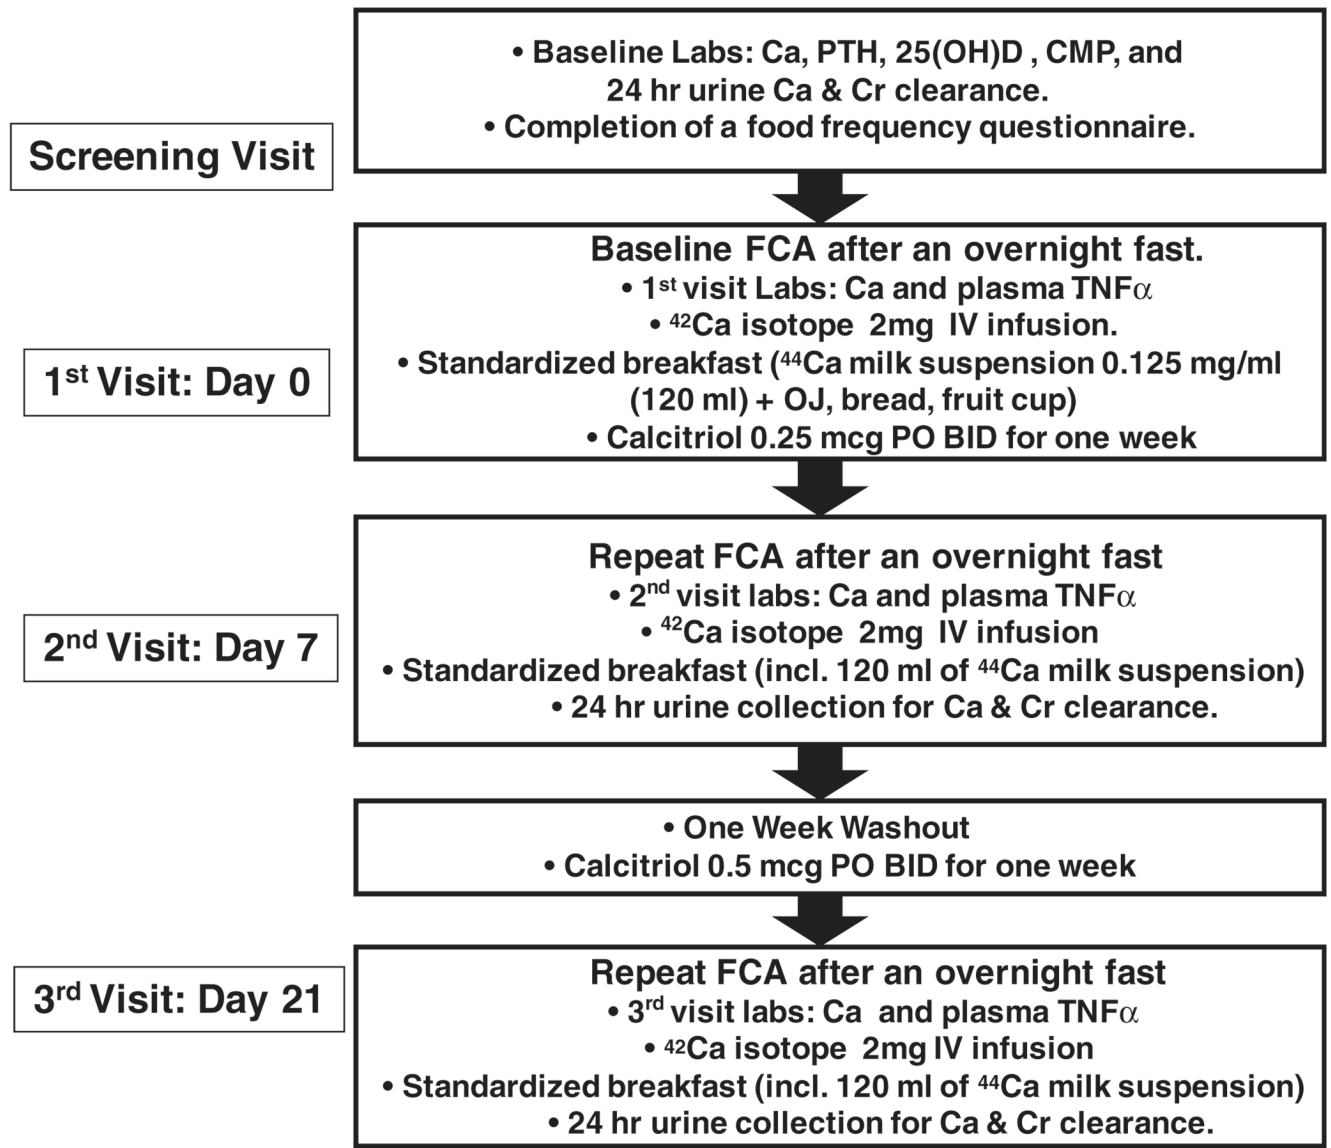 • Baseline Labs: Ca, PTH, 25(OH)D , CMP, and
24 hr urine Ca & Cr clearance.
• Completion of a food frequency questionnaire.
Screening Visit
Baseline FCA after an overnight fast.
• 1st visit Labs: Ca and plasma TNFα
• 42Ca isotope 2mg IV infusion.
• Standardized breakfast (44Ca milk suspension 0.125 mg/ml
(120 ml) + OJ, bread, fruit cup)
• Calcitriol 0.25 mcg PO BID for one week
1st Visit: Day 0
Repeat FCA after an overnight fast
• 2nd visit labs: Ca and plasma TNFα
• 42Ca isotope 2mg IV infusion
• Standardized breakfast (incl. 120 ml of 44Ca milk suspension)
• 24 hr urine collection for Ca & Cr clearance.
2nd Visit: Day 7
• One Week Washout
• Calcitriol 0.5 mcg PO BID for one week
Repeat FCA after an overnight fast
• 3rd visit labs: Ca and plasma TNFα
• 42Ca isotope 2mg IV infusion
• Standardized breakfast (incl. 120 ml of 44Ca milk suspension)
• 24 hr urine collection for Ca & Cr clearance.
3rd Visit: Day 21